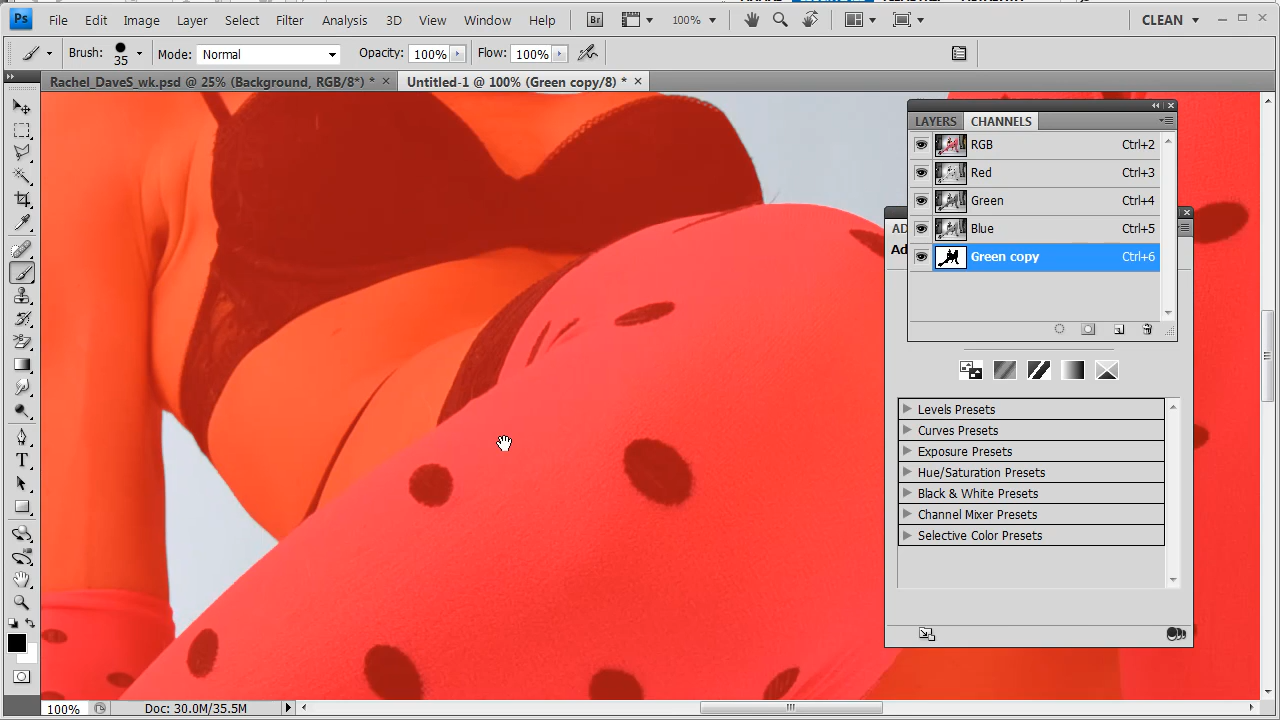 Ps File Edit Image Layer Select Filter Analysis 3D View Window Help Br 100% CLEAN
Brush: 35 Mode: Normal Opacity: 100% Flow: 100%
Rachel_DaveS_wk.psd @ 25% (Background, RGB/8*) * Untitled-1 @ 100% (Green copy/8) *
LAYERS CHANNELS
RGB Ctrl+2
Red Ctrl+3
Green Ctrl+4
Blue Ctrl+5
Green copy Ctrl+6
AD
Ad
Levels Presets
Curves Presets
Exposure Presets
Hue/Saturation Presets
Black & White Presets
Channel Mixer Presets
Selective Color Presets
T
100% Doc: 30.0M/35.5M